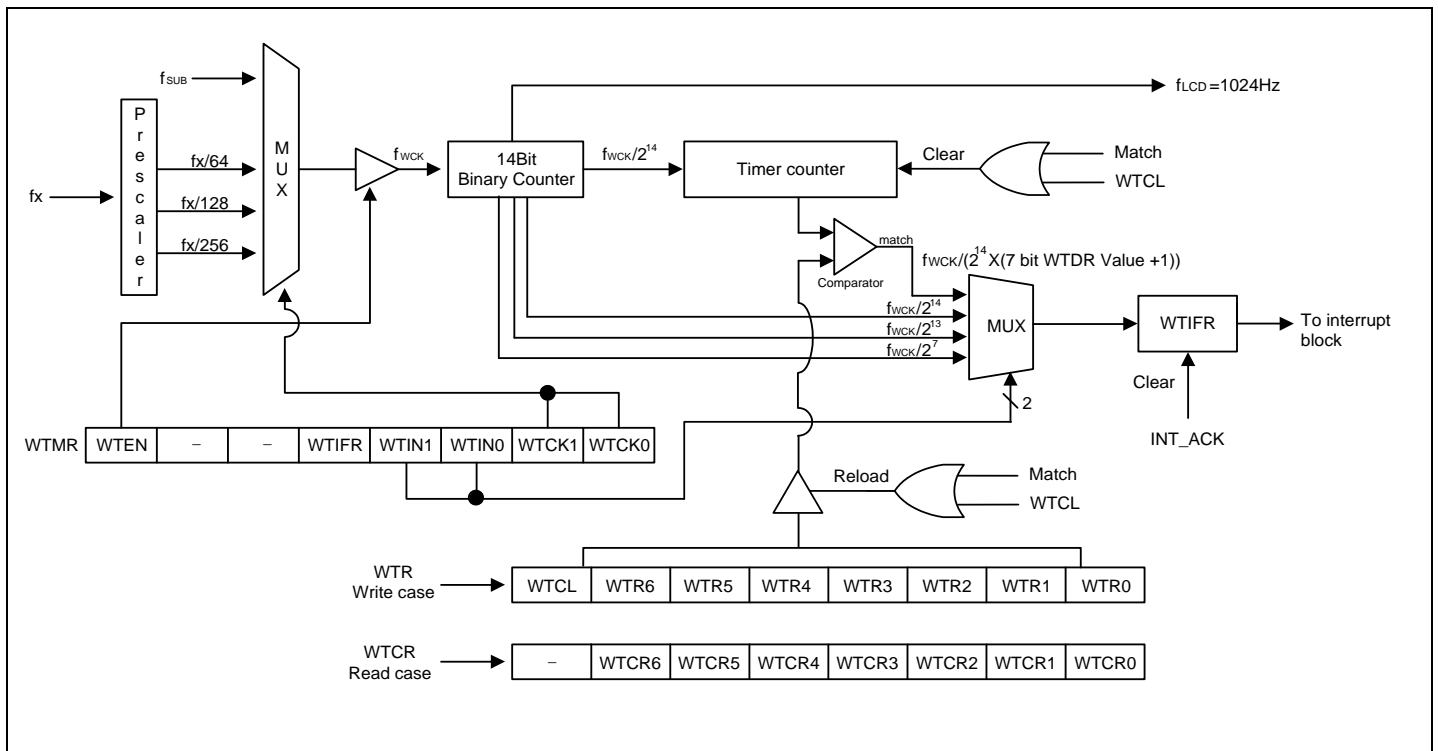 fSUB
Prescaler
fx
fx/64
fx/128
fx/256
MUX
fWCK
14Bit
Binary Counter
fLCD=1024Hz
fWCK/2^14
Timer counter
Clear
Match
WTCL
match
Comparator
fWCK/(2^14 X(7 bit WTDR Value +1))
fWCK/2^14
fWCK/2^13
fWCK/2^7
MUX
2
WTIFR
To interrupt
block
Clear
INT_ACK
WTMR WTEN – – WTIFR WTIN1 WTIN0 WTCK1 WTCK0
Reload
Match
WTCL
WTR
Write case
WTCL WTR6 WTR5 WTR4 WTR3 WTR2 WTR1 WTR0
WTCR
Read case
– WTCR6 WTCR5 WTCR4 WTCR3 WTCR2 WTCR1 WTCR0